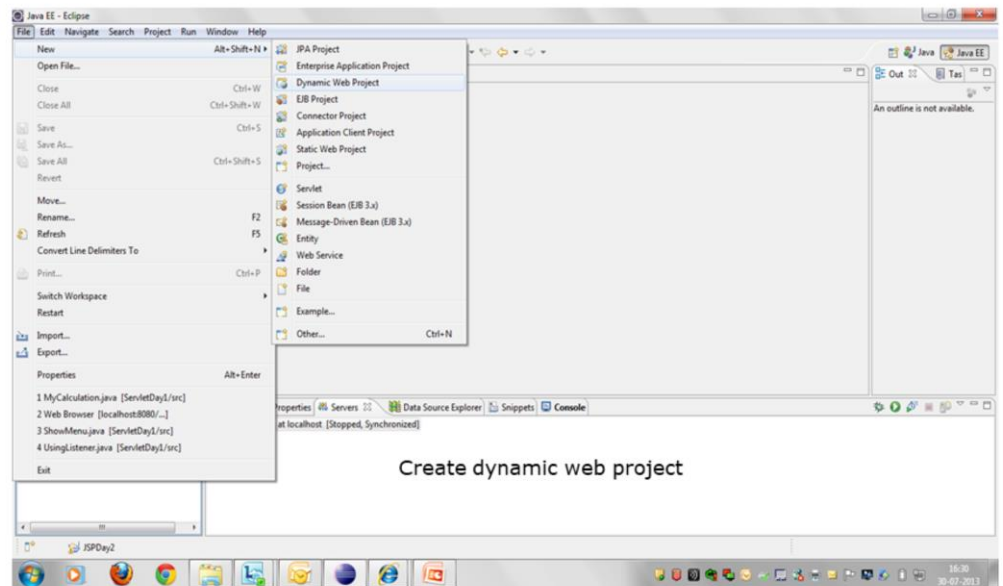 Java EE - Eclipse
File Edit Navigate Search Project Run Window Help
New Alt+Shift+N
Open File...
Close Ctrl+W
Close All Ctrl+Shift+W
Save Ctrl+S
Save As...
Save All Ctrl+Shift+S
Revert
Move...
Rename... F2
Refresh F5
Convert Line Delimiters To
Print... Ctrl+P
Switch Workspace
Restart
Import...
Export...
Properties Alt+Enter
1 MyCalculation.java [ServletDay1/src]
2 Web Browser [localhost:8080/...]
3 ShowMenu.java [ServletDay1/src]
4 UsingListener.java [ServletDay1/src]
Exit
JPA Project
Enterprise Application Project
Dynamic Web Project
EJB Project
Connector Project
Application Client Project
Static Web Project
Project...
Servlet
Session Bean (EJB 3.x)
Message-Driven Bean (EJB 3.x)
Entity
Web Service
Folder
File
Example...
Other... Ctrl+N
Java Java EE
Out Tas
An outline is not available.
roperties Servers Data Source Explorer Snippets Console
at localhost [Stopped, Synchronized]
Create dynamic web project
JSPDay2
16:30
30-07-2013